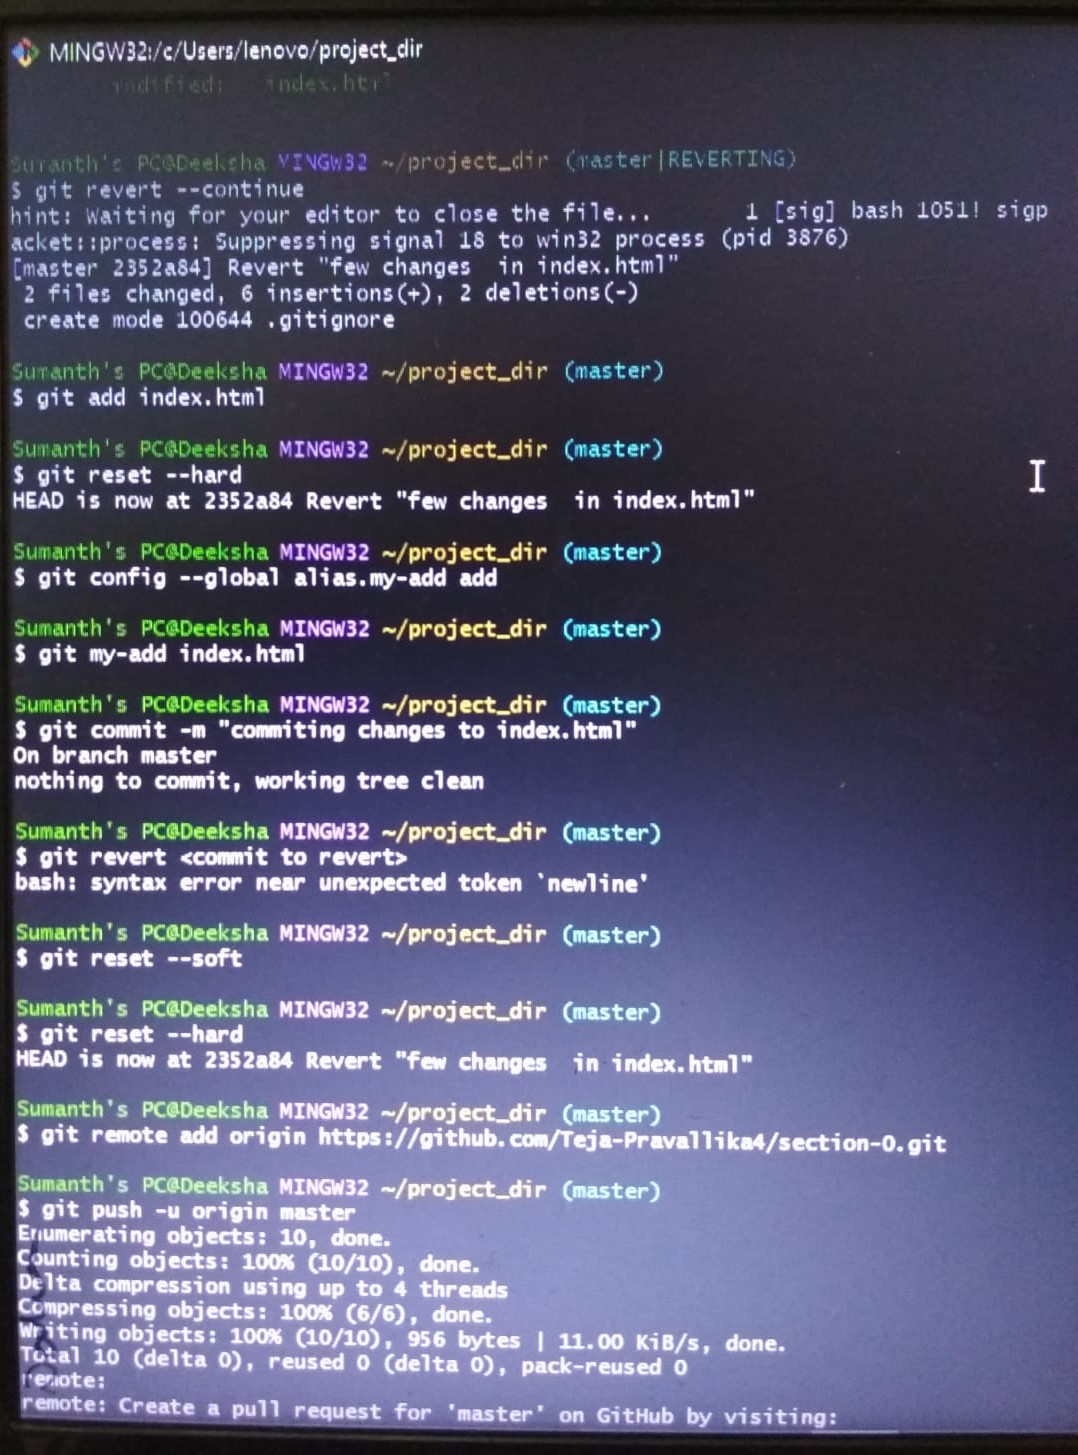 MINGW32:/c/Users/lenovo/project_dir
modified: index.html
Sumanth's PC@Deeksha MINGW32 ~/project_dir (master|REVERTING)
$ git revert --continue
hint: Waiting for your editor to close the file... 1 [sig] bash 1051! sigp
acket::process: Suppressing signal 18 to win32 process (pid 3876)
[master 2352a84] Revert "few changes  in index.html"
 2 files changed, 6 insertions(+), 2 deletions(-)
 create mode 100644 .gitignore
Sumanth's PC@Deeksha MINGW32 ~/project_dir (master)
$ git add index.html
Sumanth's PC@Deeksha MINGW32 ~/project_dir (master)
$ git reset --hard
HEAD is now at 2352a84 Revert "few changes  in index.html"
Sumanth's PC@Deeksha MINGW32 ~/project_dir (master)
$ git config --global alias.my-add add
Sumanth's PC@Deeksha MINGW32 ~/project_dir (master)
$ git my-add index.html
Sumanth's PC@Deeksha MINGW32 ~/project_dir (master)
$ git commit -m "commiting changes to index.html"
On branch master
nothing to commit, working tree clean
Sumanth's PC@Deeksha MINGW32 ~/project_dir (master)
$ git revert <commit to revert>
bash: syntax error near unexpected token `newline'
Sumanth's PC@Deeksha MINGW32 ~/project_dir (master)
$ git reset --soft
Sumanth's PC@Deeksha MINGW32 ~/project_dir (master)
$ git reset --hard
HEAD is now at 2352a84 Revert "few changes  in index.html"
Sumanth's PC@Deeksha MINGW32 ~/project_dir (master)
$ git remote add origin https://github.com/Teja-Pravallika4/section-0.git
Sumanth's PC@Deeksha MINGW32 ~/project_dir (master)
$ git push -u origin master
Enumerating objects: 10, done.
Counting objects: 100% (10/10), done.
Delta compression using up to 4 threads
Compressing objects: 100% (6/6), done.
Writing objects: 100% (10/10), 956 bytes | 11.00 KiB/s, done.
Total 10 (delta 0), reused 0 (delta 0), pack-reused 0
remote:
remote: Create a pull request for 'master' on GitHub by visiting: